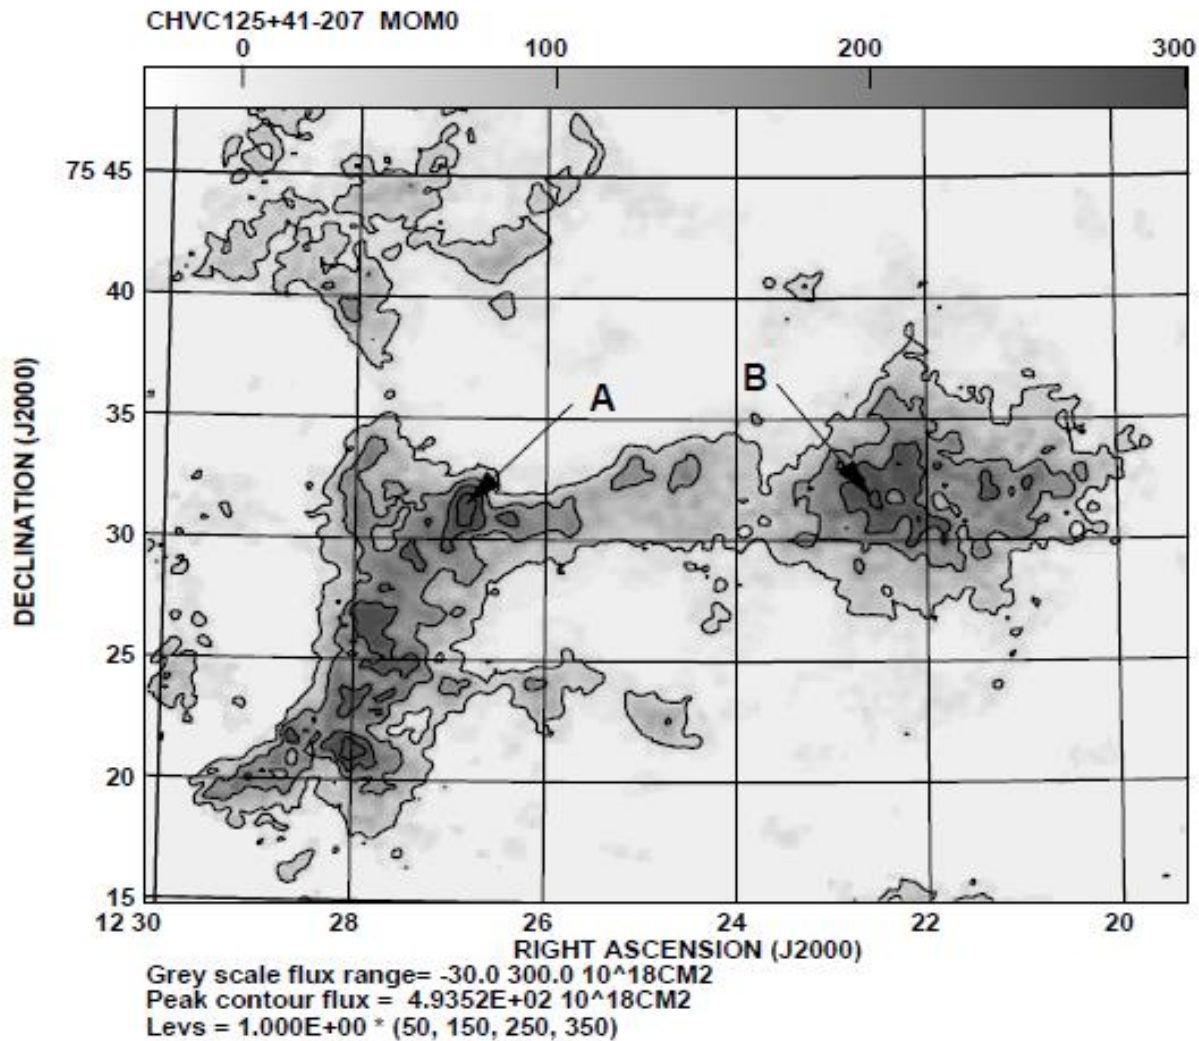 CHVC125+41-207 MOM0
0 100 200 300
75 45
40
35
30
25
20
15
DECLINATION (J2000)
A
B
12 30 28 26 24 22 20
RIGHT ASCENSION (J2000)
Grey scale flux range= -30.0 300.0 10^18CM2
Peak contour flux = 4.9352E+02 10^18CM2
Levs = 1.000E+00 * (50, 150, 250, 350)